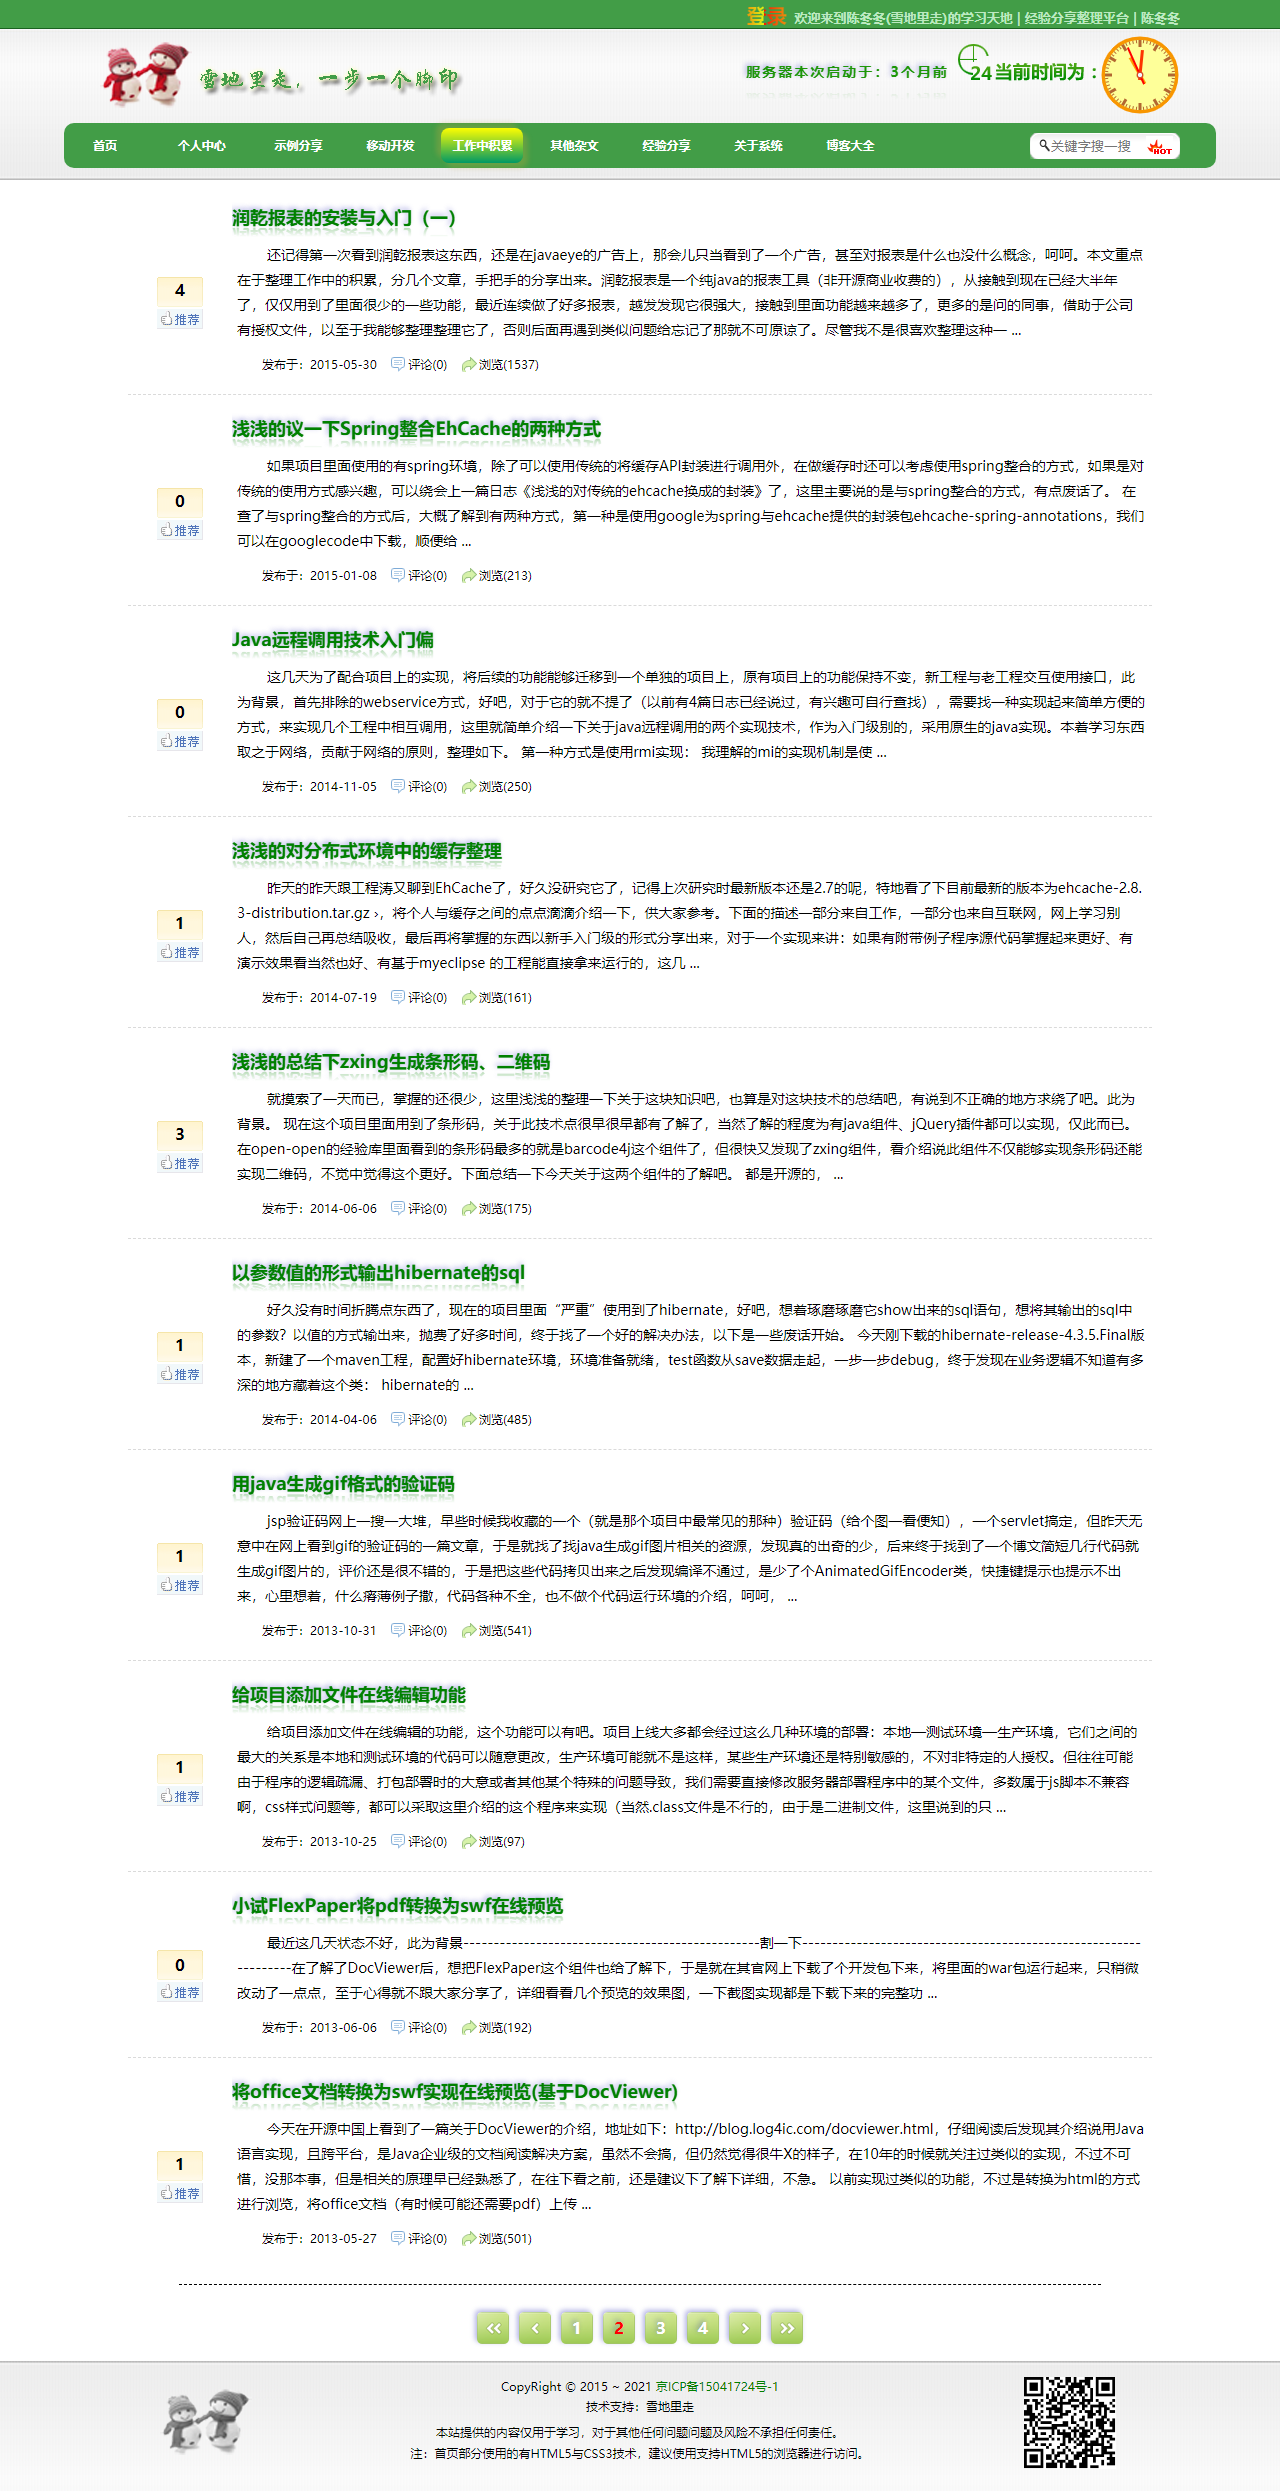 登录 欢迎来到陈冬冬(雪地里走)的学习天地 | 经验分享整理平台 | 陈冬冬
雪地里走，一步一个脚印
服务器本次启动于：3个月前 24 当前时间为：
首页 个人中心 示例分享 移动开发 工作中积累 其他杂文 经验分享 关于系统 博客大全 关键字搜一搜 HOT
润乾报表的安装与入门（一）
还记得第一次看到润乾报表这东西，还是在javaeye的广告上，那会儿只当看到了一个广告，甚至对报表是什么也没什么概念，呵呵。本文重点
在于整理工作中的积累，分几个文章，手把手的分享出来。润乾报表是一个纯java的报表工具（非开源商业收费的），从接触到现在已经大半年
了，仅仅用到了里面很少的一些功能，最近连续做了好多报表，越发发现它很强大，接触到里面功能越来越多了，更多的是问的同事，借助于公司
有授权文件，以至于我能够整理整理它了，否则后面再遇到类似问题给忘记了那就不可原谅了。尽管我不是很喜欢整理这种一 ...
4
推荐
发布于：2015-05-30 评论(0) 浏览(1537)
浅浅的议一下Spring整合EhCache的两种方式
如果项目里面使用的有spring环境，除了可以使用传统的将缓存API封装进行调用外，在做缓存时还可以考虑使用spring整合的方式，如果是对
传统的使用方式感兴趣，可以绕会上一篇日志《浅浅的对传统的ehcache换成的封装》了，这里主要说的是与spring整合的方式，有点废话了。 在
查了与spring整合的方式后，大概了解到有两种方式，第一种是使用google为spring与ehcache提供的封装包ehcache-spring-annotations，我们
可以在googlecode中下载，顺便给 ...
0
推荐
发布于：2015-01-08 评论(0) 浏览(213)
Java远程调用技术入门偏
这几天为了配合项目上的实现，将后续的功能能够迁移到一个单独的项目上，原有项目上的功能保持不变，新工程与老工程交互使用接口，此
为背景，首先排除的webservice方式，好吧，对于它的就不提了（以前有4篇日志已经说过，有兴趣可自行查找），需要找一种实现起来简单方便的
方式，来实现几个工程中相互调用，这里就简单介绍一下关于java远程调用的两个实现技术，作为入门级别的，采用原生的java实现。本着学习东西
取之于网络，贡献于网络的原则，整理如下。 第一种方式是使用rmi实现： 我理解的mi的实现机制是使 ...
0
推荐
发布于：2014-11-05 评论(0) 浏览(250)
浅浅的对分布式环境中的缓存整理
昨天的昨天跟工程涛又聊到EhCache了，好久没研究它了，记得上次研究时最新版本还是2.7的呢，特地看了下目前最新的版本为ehcache-2.8.
3-distribution.tar.gz ›，将个人与缓存之间的点点滴滴介绍一下，供大家参考。下面的描述一部分来自工作，一部分也来自互联网，网上学习别
人，然后自己再总结吸收，最后再将掌握的东西以新手入门级的形式分享出来，对于一个实现来讲：如果有附带例子程序源代码掌握起来更好、有
演示效果看当然也好、有基于myeclipse 的工程能直接拿来运行的，这几 ...
1
推荐
发布于：2014-07-19 评论(0) 浏览(161)
浅浅的总结下zxing生成条形码、二维码
就摸索了一天而已，掌握的还很少，这里浅浅的整理一下关于这块知识吧，也算是对这块技术的总结吧，有说到不正确的地方求绕了吧。此为
背景。 现在这个项目里面用到了条形码，关于此技术点很早很早都有了解了，当然了解的程度为有java组件、jQuery插件都可以实现，仅此而已。
在open-open的经验库里面看到的条形码最多的就是barcode4j这个组件了，但很快又发现了zxing组件，看介绍说此组件不仅能够实现条形码还能
实现二维码，不觉中觉得这个更好。下面总结一下今天关于这两个组件的了解吧。 都是开源的， ...
3
推荐
发布于：2014-06-06 评论(0) 浏览(175)
以参数值的形式输出hibernate的sql
好久没有时间折腾点东西了，现在的项目里面“严重”使用到了hibernate，好吧，想着琢磨琢磨它show出来的sql语句，想将其输出的sql中
的参数？以值的方式输出来，抛费了好多时间，终于找了一个好的解决办法，以下是一些废话开始。 今天刚下载的hibernate-release-4.3.5.Final版
本，新建了一个maven工程，配置好hibernate环境，环境准备就绪，test函数从save数据走起，一步一步debug，终于发现在业务逻辑不知道有多
深的地方藏着这个类： hibernate的 ...
1
推荐
发布于：2014-04-06 评论(0) 浏览(485)
用java生成gif格式的验证码
jsp验证码网上一搜一大堆，早些时候我收藏的一个（就是那个项目中最常见的那种）验证码（给个图一看便知），一个servlet搞定，但昨天无
意中在网上看到gif的验证码的一篇文章，于是就找了找java生成gif图片相关的资源，发现真的出奇的少，后来终于找到了一个博文简短几行代码就
生成gif图片的，评价还是很不错的，于是把这些代码拷贝出来之后发现编译不通过，是少了个AnimatedGifEncoder类，快捷键提示也提示不出
来，心里想着，什么瘠薄例子撒，代码各种不全，也不做个代码运行环境的介绍，呵呵， ...
1
推荐
发布于：2013-10-31 评论(0) 浏览(541)
给项目添加文件在线编辑功能
给项目添加文件在线编辑的功能，这个功能可以有吧。项目上线大多都会经过这么几种环境的部署：本地—测试环境—生产环境，它们之间的
最大的关系是本地和测试环境的代码可以随意更改，生产环境可能就不是这样，某些生产环境还是特别敏感的，不对非特定的人授权。但往往可能
由于程序的逻辑疏漏、打包部署时的大意或者其他某个特殊的问题导致，我们需要直接修改服务器部署程序中的某个文件，多数属于js脚本不兼容
啊，css样式问题等，都可以采取这里介绍的这个程序来实现（当然.class文件是不行的，由于是二进制文件，这里说到的只 ...
1
推荐
发布于：2013-10-25 评论(0) 浏览(97)
小试FlexPaper将pdf转换为swf在线预览
最近这几天状态不好，此为背景-------------------------------------------------割一下--------------------------------------------------------
---------在了解了DocViewer后，想把FlexPaper这个组件也给了解下，于是就在其官网上下载了个开发包下来，将里面的war包运行起来，只稍微
改动了一点点，至于心得就不跟大家分享了，详细看看几个预览的效果图，一下截图实现都是下载下来的完整功 ...
0
推荐
发布于：2013-06-06 评论(0) 浏览(192)
将office文档转换为swf实现在线预览(基于DocViewer)
今天在开源中国上看到了一篇关于DocViewer的介绍，地址如下：http://blog.log4ic.com/docviewer.html，仔细阅读后发现其介绍说用Java
语言实现，且跨平台，是Java企业级的文档阅读解决方案，虽然不会搞，但仍然觉得很牛X的样子，在10年的时候就关注过类似的实现，不过不可
惜，没那本事，但是相关的原理早已经熟悉了，在往下看之前，还是建议下了解下详细，不急。 以前实现过类似的功能，不过是转换为html的方式
进行浏览，将office文档（有时候可能还需要pdf）上传 ...
1
推荐
发布于：2013-05-27 评论(0) 浏览(501)
‹‹ ‹ 1 2 3 4 › ››
CopyRight © 2015 ~ 2021 京ICP备15041724号-1
技术支持：雪地里走
本站提供的内容仅用于学习，对于其他任何问题问题及风险不承担任何责任。
注：首页部分使用的有HTML5与CSS3技术，建议使用支持HTML5的浏览器进行访问。